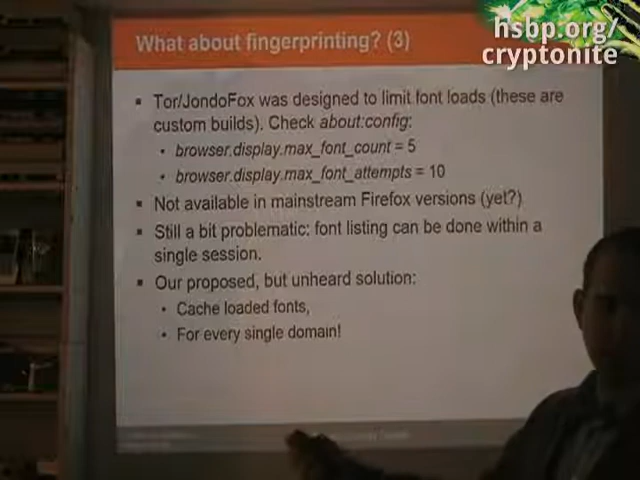 hsbp.org/
cryptonite
What about fingerprinting? (3)
▪ Tor/JondoFox was designed to limit font loads (these are
custom builds). Check about:config:
• browser.display.max_font_count = 5
• browser.display.max_font_attempts = 10
▪ Not available in mainstream Firefox versions (yet?)
▪ Still a bit problematic: font listing can be done within a
single session.
▪ Our proposed, but unheard solution:
• Cache loaded fonts,
• For every single domain!